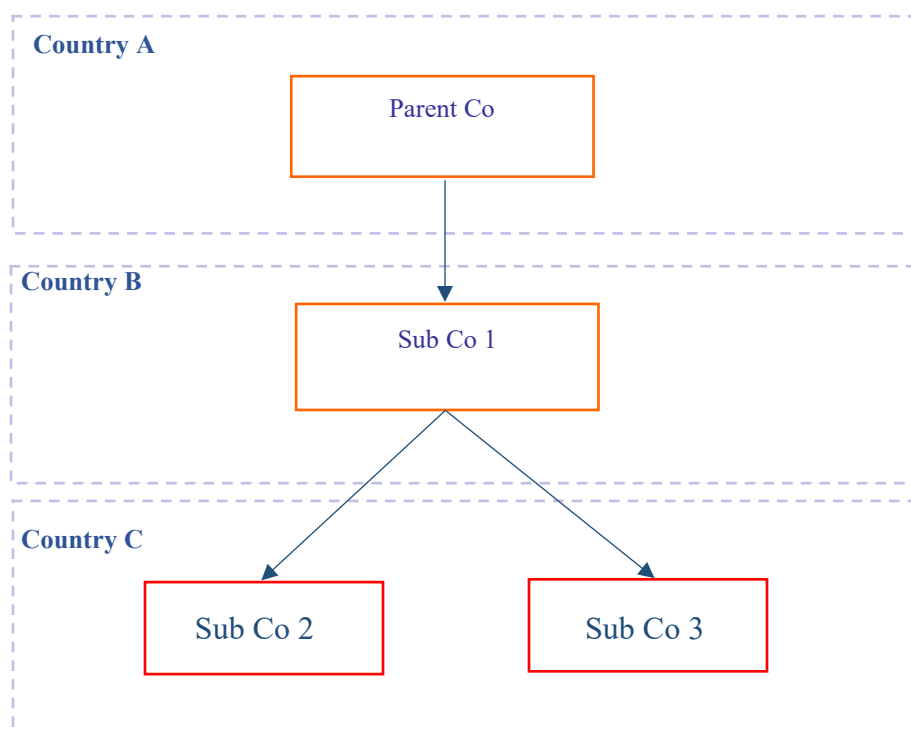 Country A
Parent Co
Country B
Sub Co 1
Country C
Sub Co 2
Sub Co 3